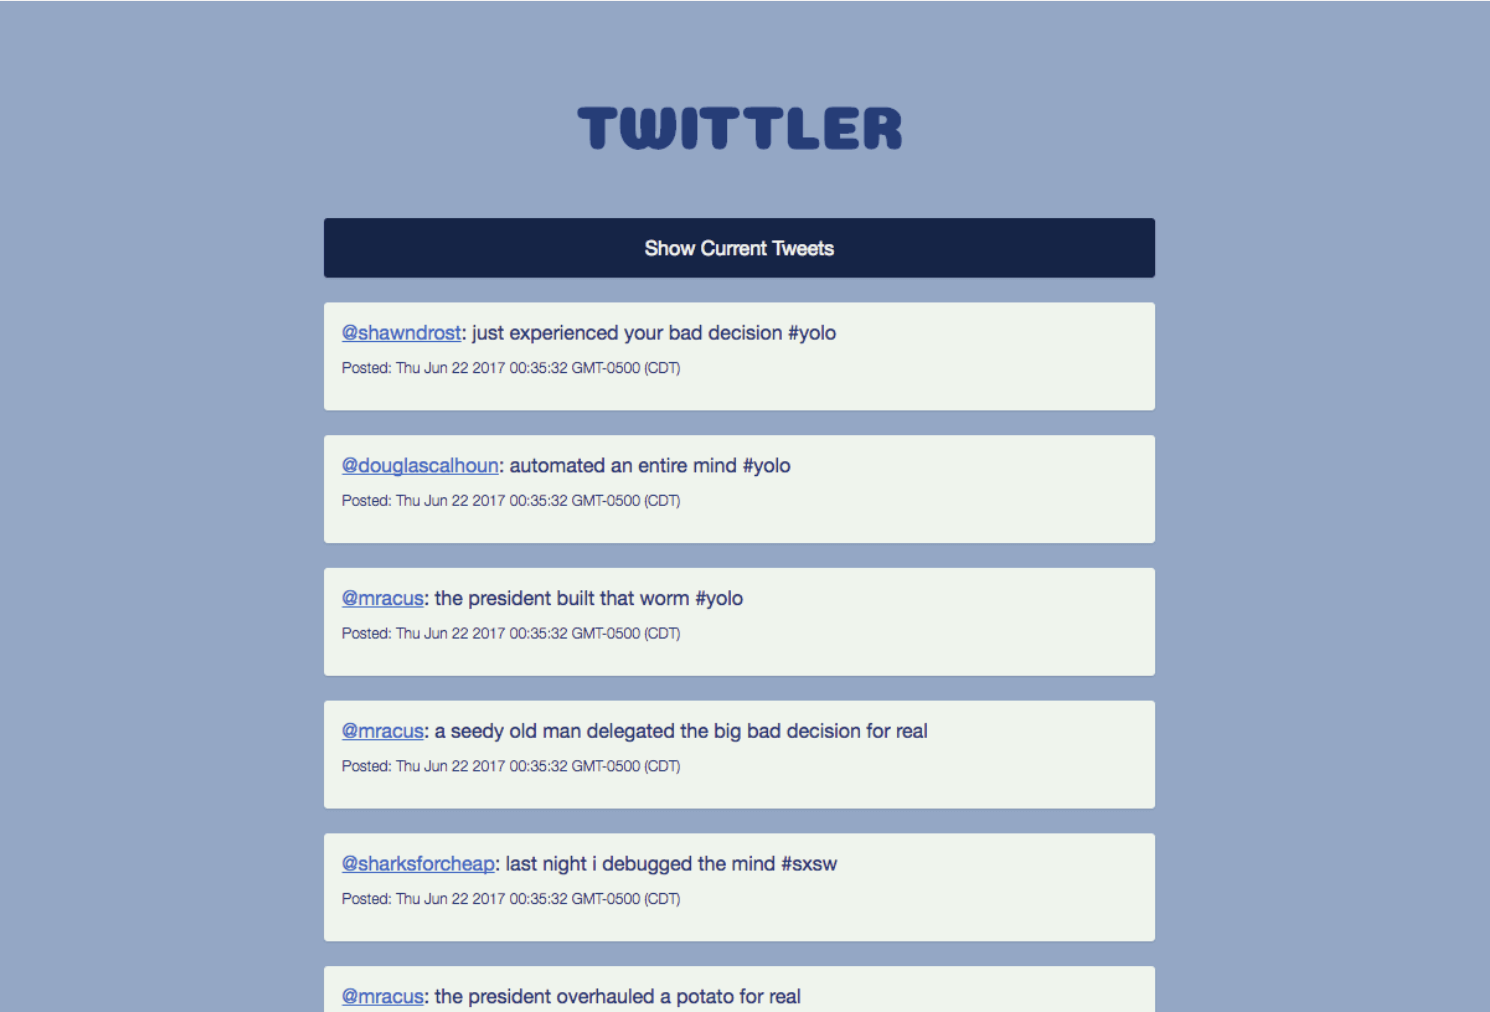 TWITTLER
Show Current Tweets
@shawndrost: just experienced your bad decision #yolo
Posted: Thu Jun 22 2017 00:35:32 GMT-0500 (CDT)
@douglascalhoun: automated an entire mind #yolo
Posted: Thu Jun 22 2017 00:35:32 GMT-0500 (CDT)
@mracus: the president built that worm #yolo
Posted: Thu Jun 22 2017 00:35:32 GMT-0500 (CDT)
@mracus: a seedy old man delegated the big bad decision for real
Posted: Thu Jun 22 2017 00:35:32 GMT-0500 (CDT)
@sharksforcheap: last night i debugged the mind #sxsw
Posted: Thu Jun 22 2017 00:35:32 GMT-0500 (CDT)
@mracus: the president overhauled a potato for real